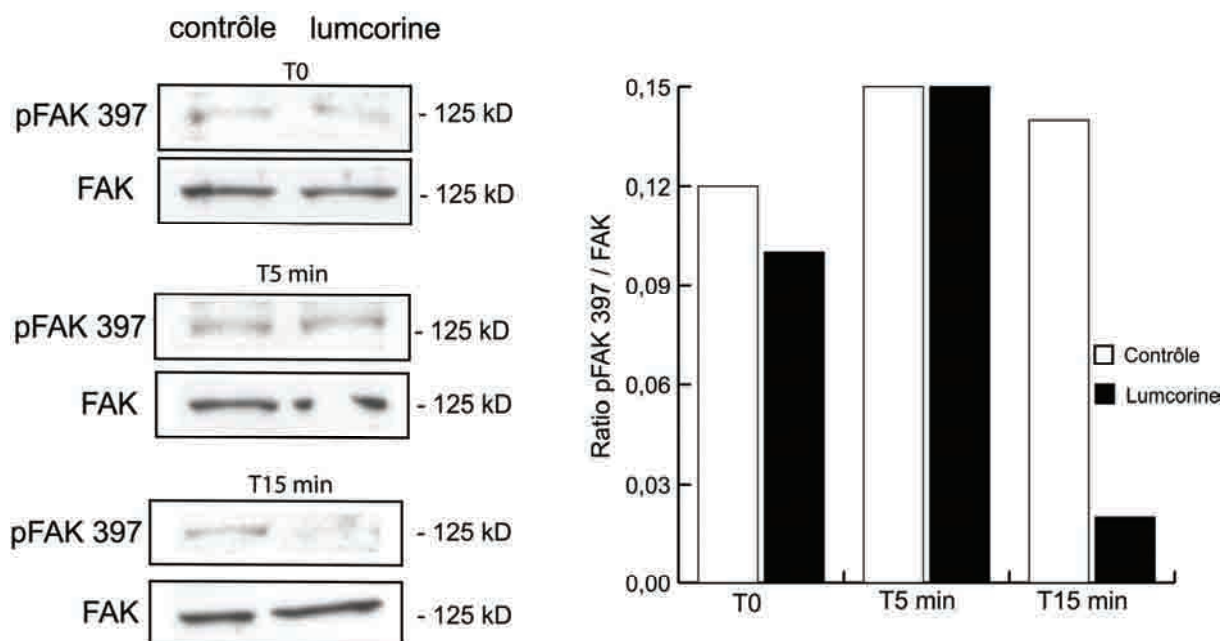 contrôle lumcorine
T0
pFAK 397 - 125 kD
FAK - 125 kD
T5 min
pFAK 397 - 125 kD
FAK - 125 kD
T15 min
pFAK 397 - 125 kD
FAK - 125 kD
Ratio pFAK 397 / FAK
0,15
0,12
0,09
0,06
0,03
0,00
T0 T5 min T15 min
Contrôle
Lumcorine